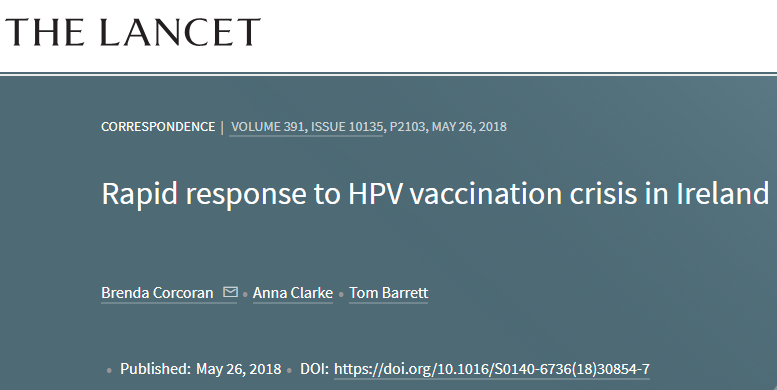 THE LANCET
CORRESPONDENCE | VOLUME 391, ISSUE 10135, P2103, MAY 26, 2018
Rapid response to HPV vaccination crisis in Ireland
Brenda Corcoran • Anna Clarke • Tom Barrett
• Published: May 26, 2018 • DOI: https://doi.org/10.1016/S0140-6736(18)30854-7